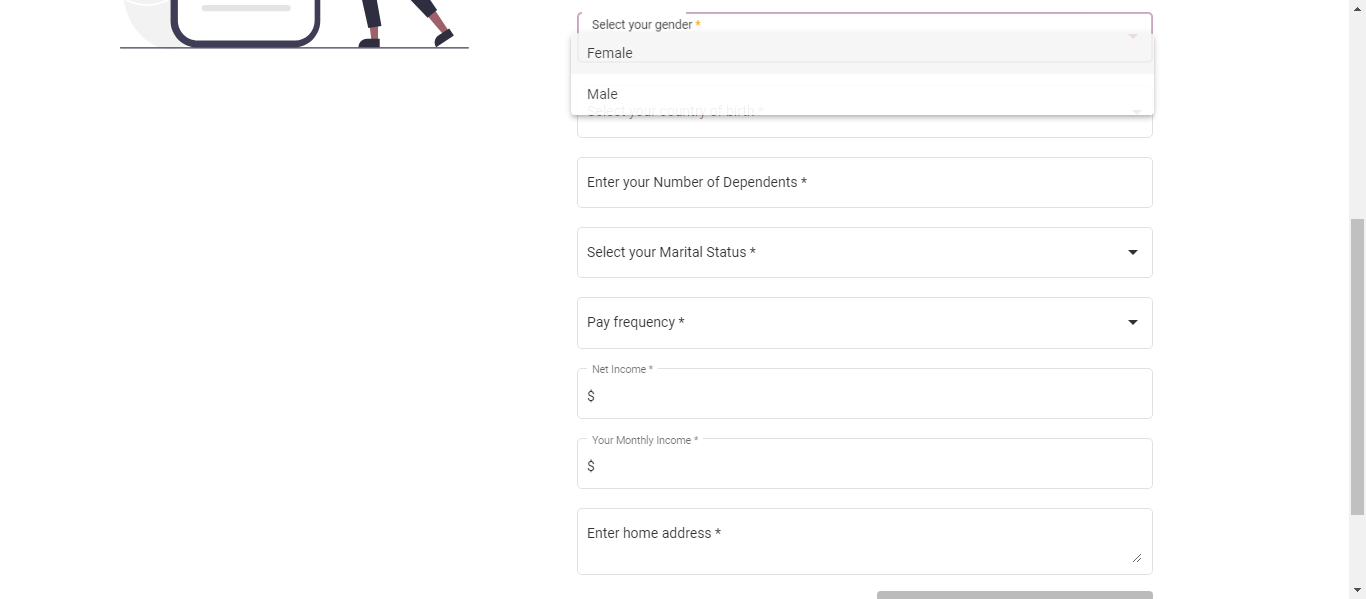 Select your gender *
Female
Male
Select your country of birth *
Enter your Number of Dependents *
Select your Marital Status *
Pay frequency *
Net Income *
$
Your Monthly Income *
$
Enter home address *